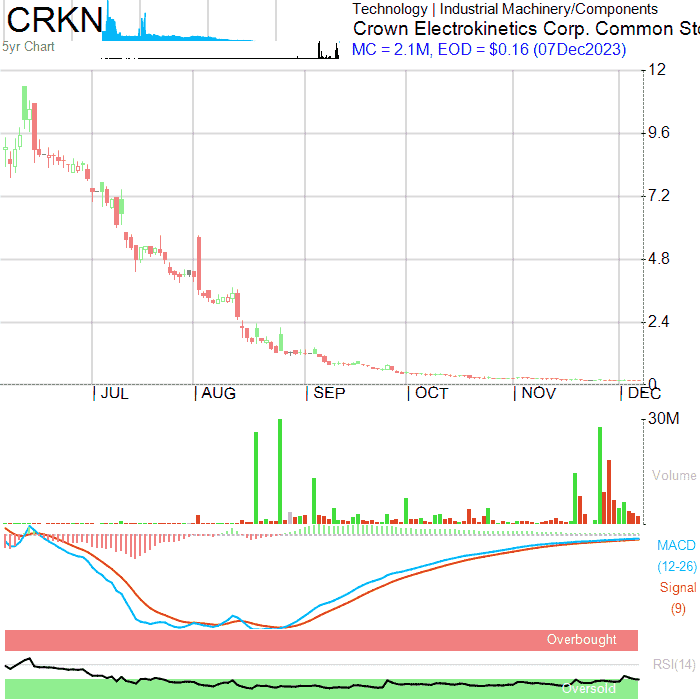 CRKN
5yr Chart
Technology | Industrial Machinery/Components
Crown Electrokinetics Corp. Common Sto
MC = 2.1M, EOD = $0.16 (07Dec2023)
12
9.6
7.2
4.8
2.4
0
JUL AUG SEP OCT NOV DEC
30M
Volume
MACD
(12-26)
Signal
(9)
Overbought
RSI(14)
Oversold